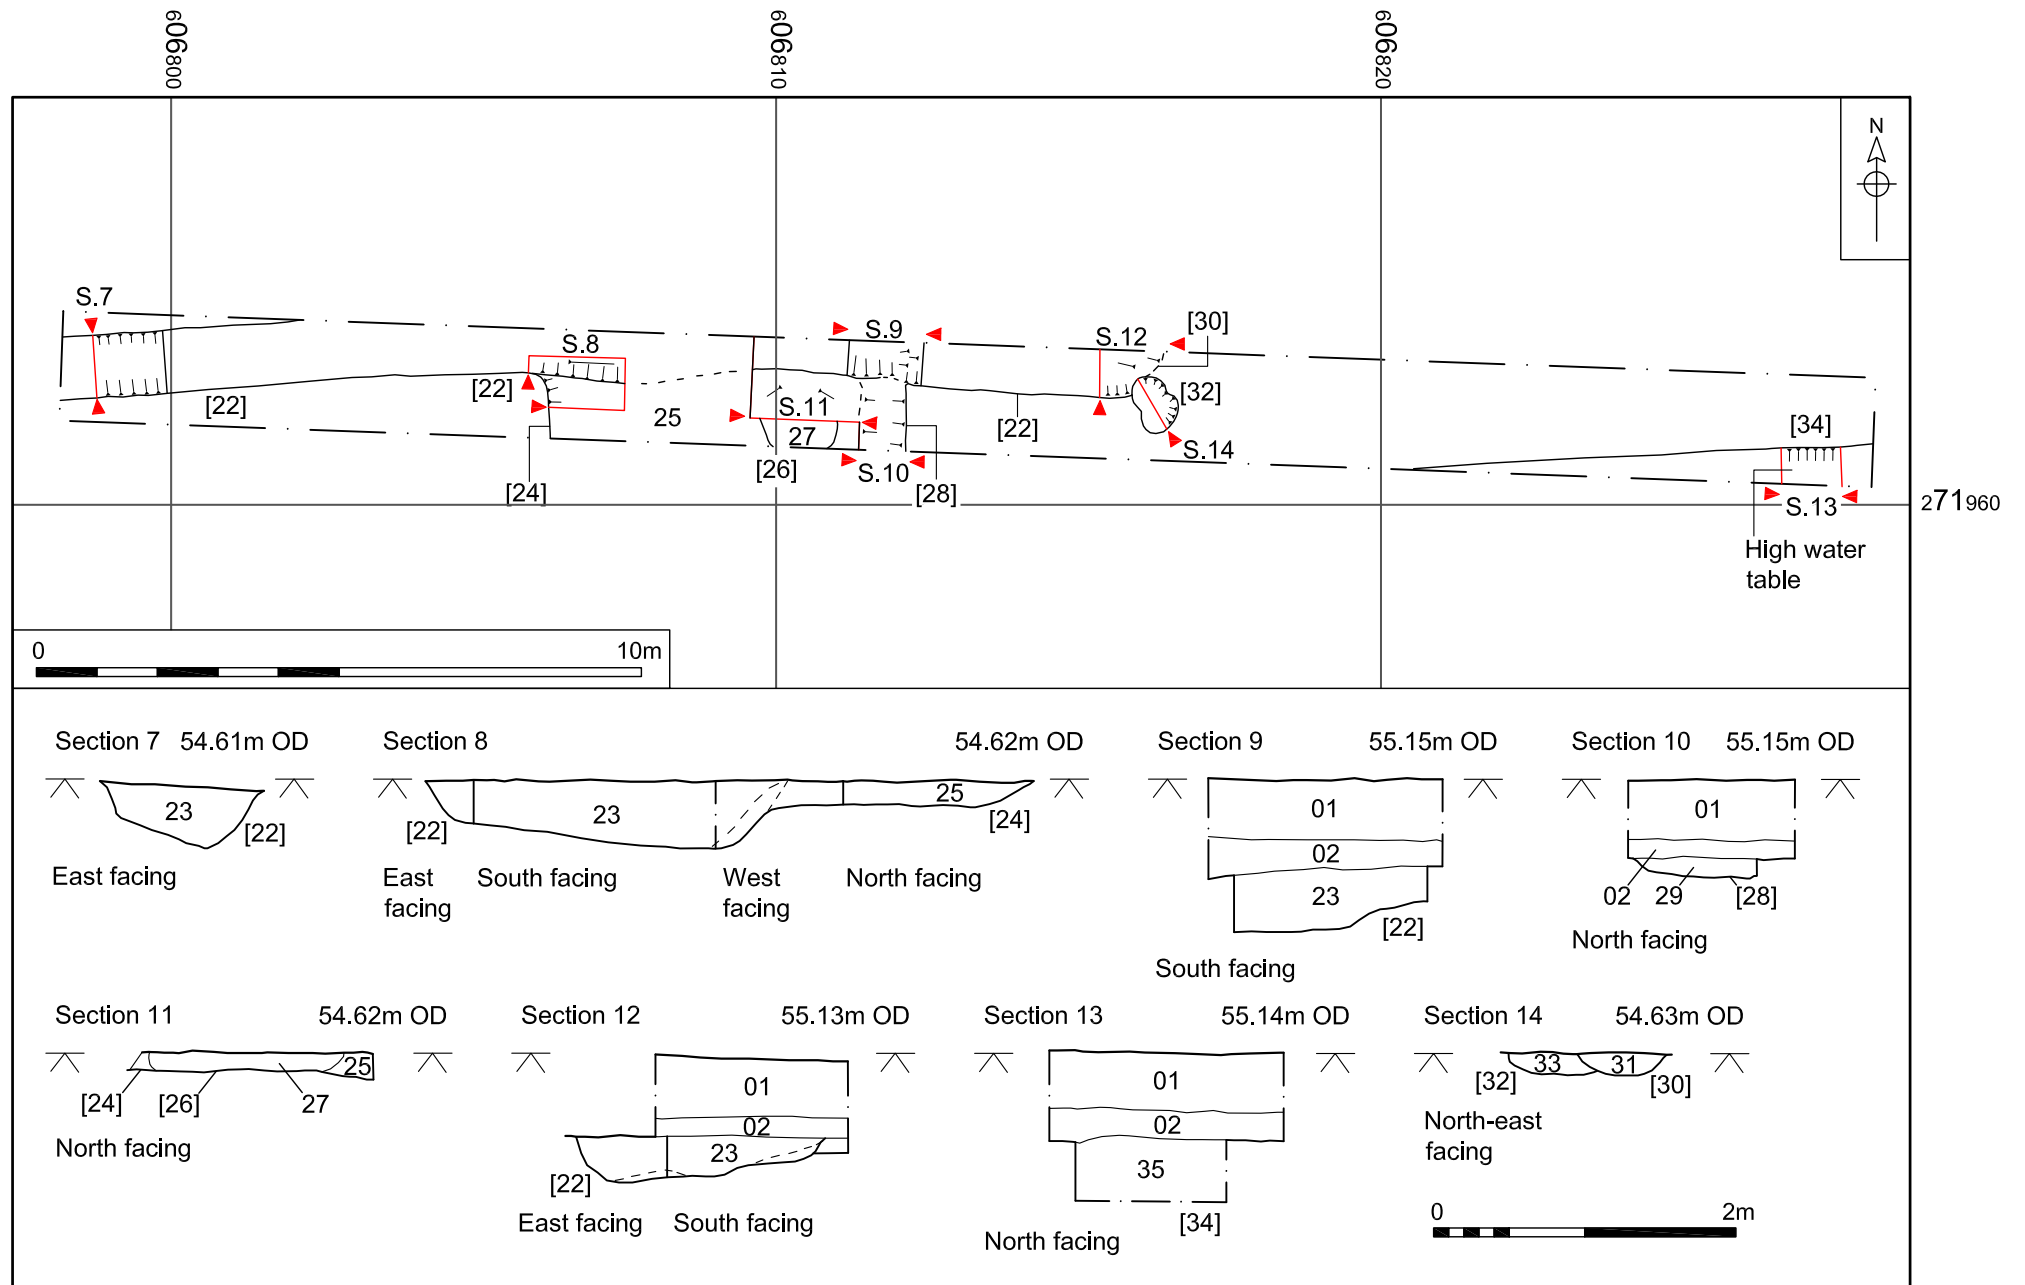 606800
606810
606820
N
S.7
S.8
S.9
S.12
[30]
[22]
[22]
25
S.11
27
[26]
S.10
[28]
[24]
[22]
[32]
S.14
[34]
S.13
271960
High water
table
0 10m
Section 7 54.61m OD
23
[22]
East facing
Section 8 54.62m OD
[22]
23
25
[24]
East
facing
South facing
West
facing
North facing
Section 9 55.15m OD
01
02
23
[22]
South facing
Section 10 55.15m OD
01
02 29 [28]
North facing
Section 11 54.62m OD
25
[24] [26] 27
North facing
Section 12 55.13m OD
01
02
23
[22]
East facing South facing
Section 13 55.14m OD
01
02
35
[34]
North facing
Section 14 54.63m OD
33 31
[32] [30]
North-east
facing
0 2m